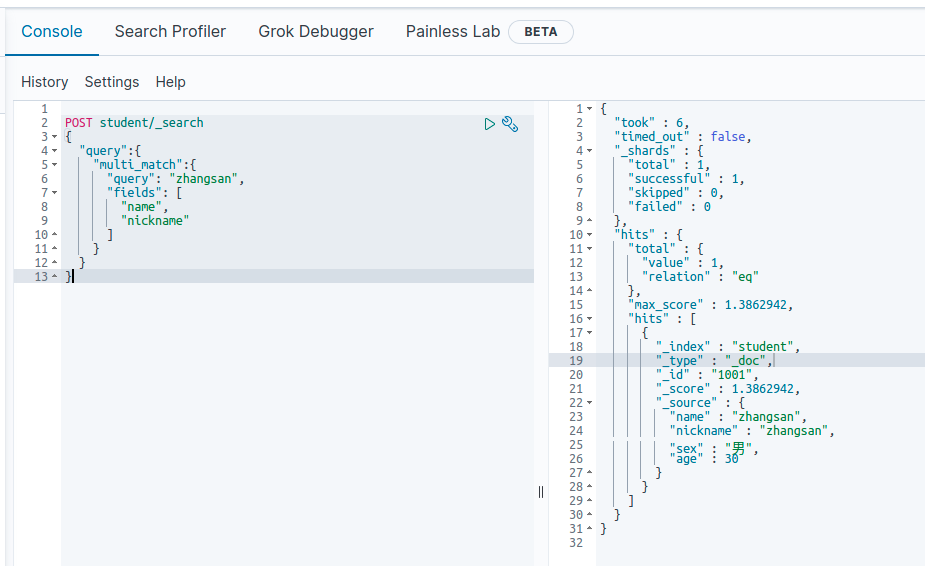 Console Search Profiler Grok Debugger Painless Lab BETA
History Settings Help
1
2 POST student/_search
3 {
4 "query":{
5 "multi_match":{
6 "query": "zhangsan",
7 "fields": [
8 "name",
9 "nickname"
10 ]
11 }
12 }
13 }
1 {
2 "took" : 6,
3 "timed_out" : false,
4 "_shards" : {
5 "total" : 1,
6 "successful" : 1,
7 "skipped" : 0,
8 "failed" : 0
9 },
10 "hits" : {
11 "total" : {
12 "value" : 1,
13 "relation" : "eq"
14 },
15 "max_score" : 1.3862942,
16 "hits" : [
17 {
18 "_index" : "student",
19 "_type" : "_doc",
20 "_id" : "1001",
21 "_score" : 1.3862942,
22 "_source" : {
23 "name" : "zhangsan",
24 "nickname" : "zhangsan",
25 "sex" : "男",
26 "age" : 30
27 }
28 }
29 ]
30 }
31 }
32